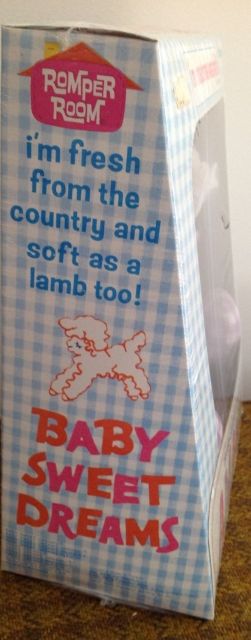 ROMPER
ROOM
i'm fresh
from the
country and
soft as a
lamb too!
BABY
SWEET
DREAMS